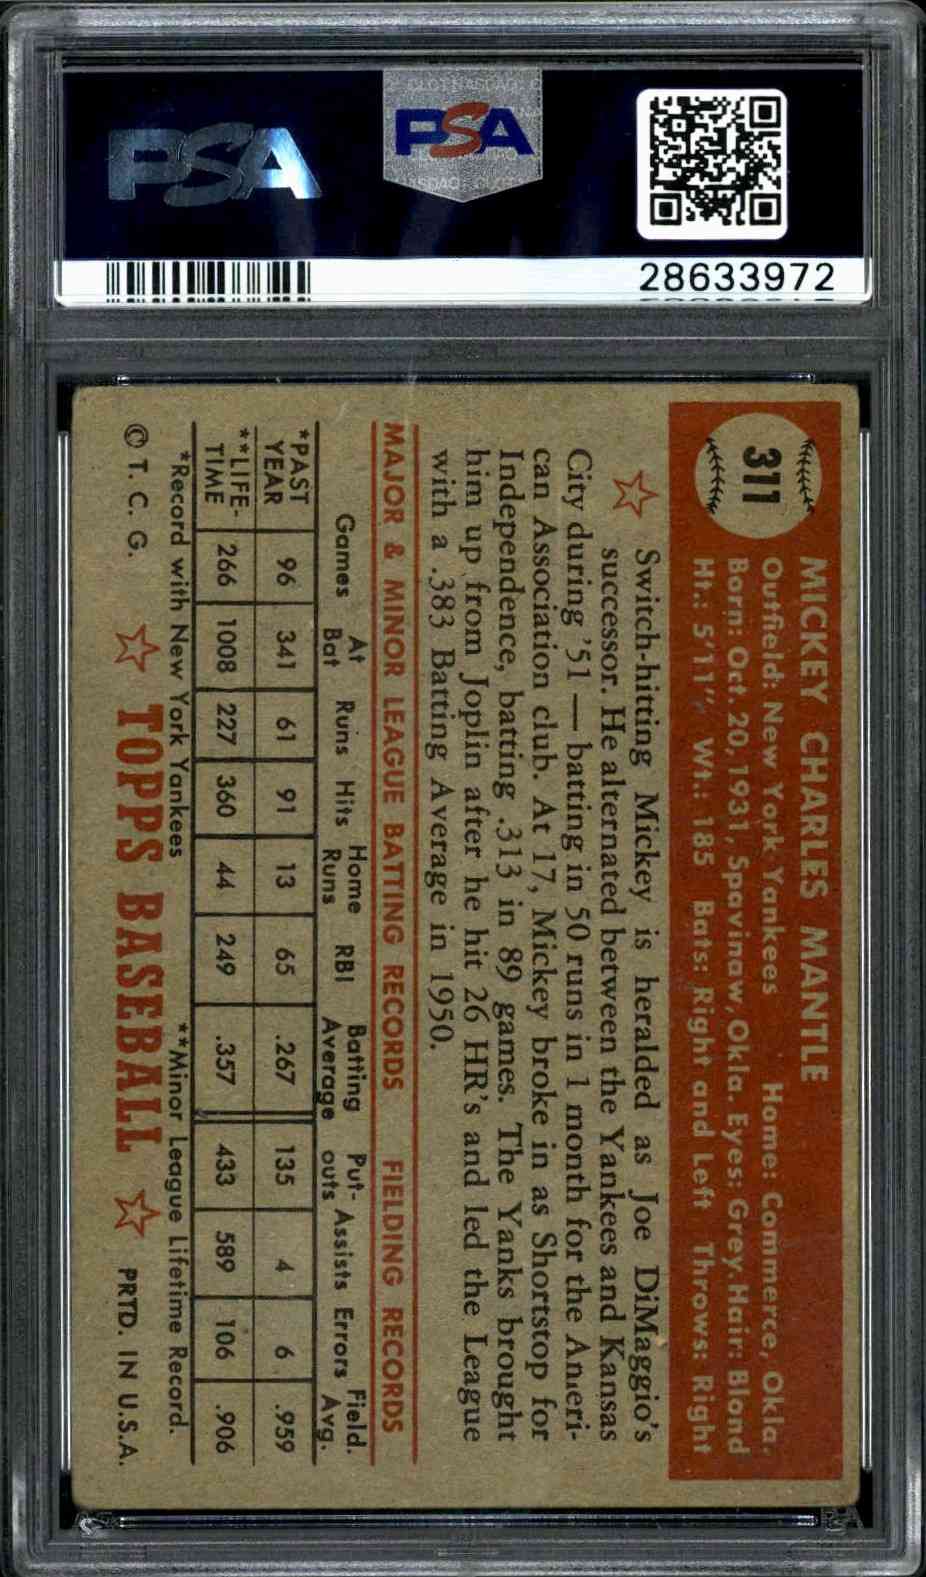 PSA
PSA
28633972
311
MICKEY CHARLES MANTLE
Outfield: New York Yankees Home: Commerce, Okla.
Born: Oct. 20, 1931, Spavinaw, Okla. Eyes: Grey. Hair: Blond
Ht.: 5'11" Wt.: 185 Bats: Right and Left Throws: Right
Switch-hitting Mickey is heralded as Joe DiMaggio's
successor. He alternated between the Yankees and Kansas
City during '51 — batting in 50 runs in 1 month for the Ameri-
can Association club. At 17, Mickey broke in as Shortstop for
Independence, batting .313 in 89 games. The Yanks brought
him up from Joplin after he hit 26 HR's and led the League
with a .383 Batting Average in 1950.
MAJOR & MINOR LEAGUE BATTING RECORDS FIELDING RECORDS
Games At Bat Runs Hits Home Runs RBI Batting Average Put-outs Assists Errors Field. Avg.
*PAST YEAR 96 341 61 91 13 65 .267 135 4 6 .959
**LIFE-TIME 266 1008 227 360 44 249 .357 433 589 106 .906
*Record with New York Yankees **Minor League Lifetime Record.
© T. C. G. TOPPS BASEBALL PRTD. IN U.S.A.